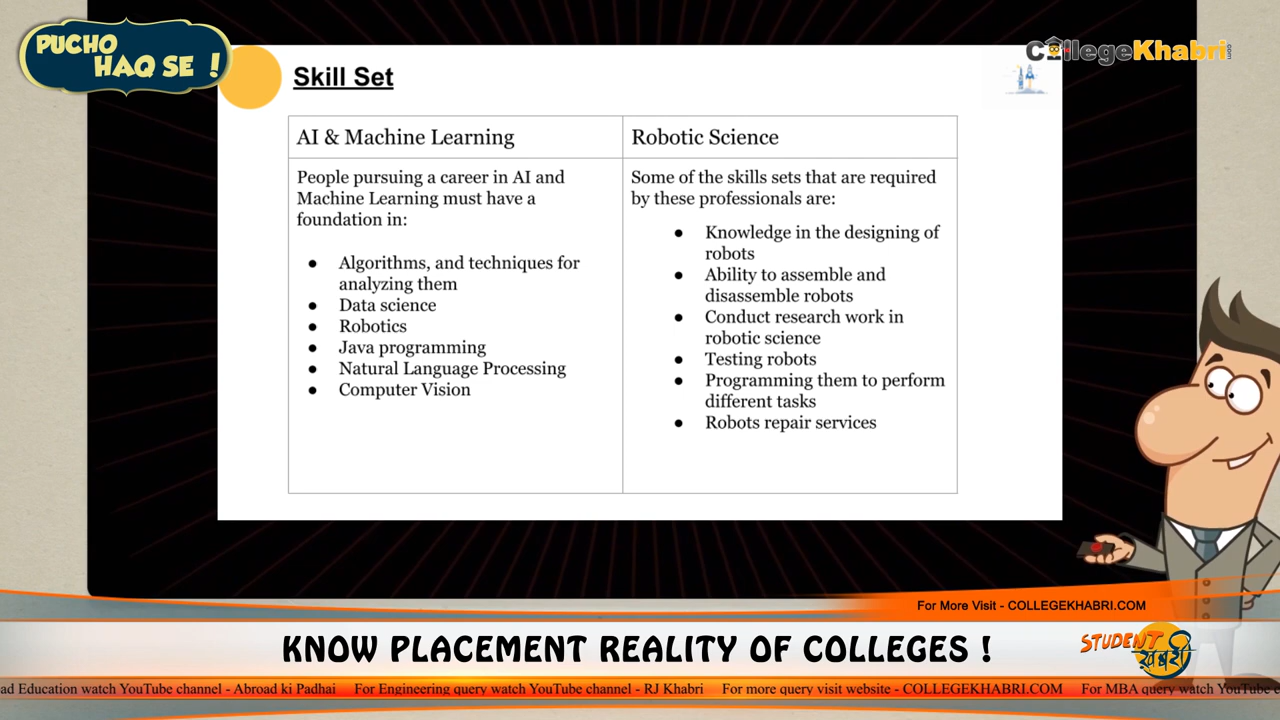 PUCHO
HAQ SE !
CollegeKhabri.com
Skill Set
AI & Machine Learning
People pursuing a career in AI and
Machine Learning must have a
foundation in:
● Algorithms, and techniques for
analyzing them
● Data science
● Robotics
● Java programming
● Natural Language Processing
● Computer Vision
Robotic Science
Some of the skills sets that are required
by these professionals are:
● Knowledge in the designing of
robots
● Ability to assemble and
disassemble robots
● Conduct research work in
robotic science
● Testing robots
● Programming them to perform
different tasks
● Robots repair services
For More Visit - COLLEGEKHABRI.COM
KNOW PLACEMENT REALITY OF COLLEGES !
STUDENT
ख़बरी
ad Education watch YouTube channel - Abroad ki Padhai For Engineering query watch YouTube channel - RJ Khabri For more query visit website - COLLEGEKHABRI.COM For MBA query watch YouTube c